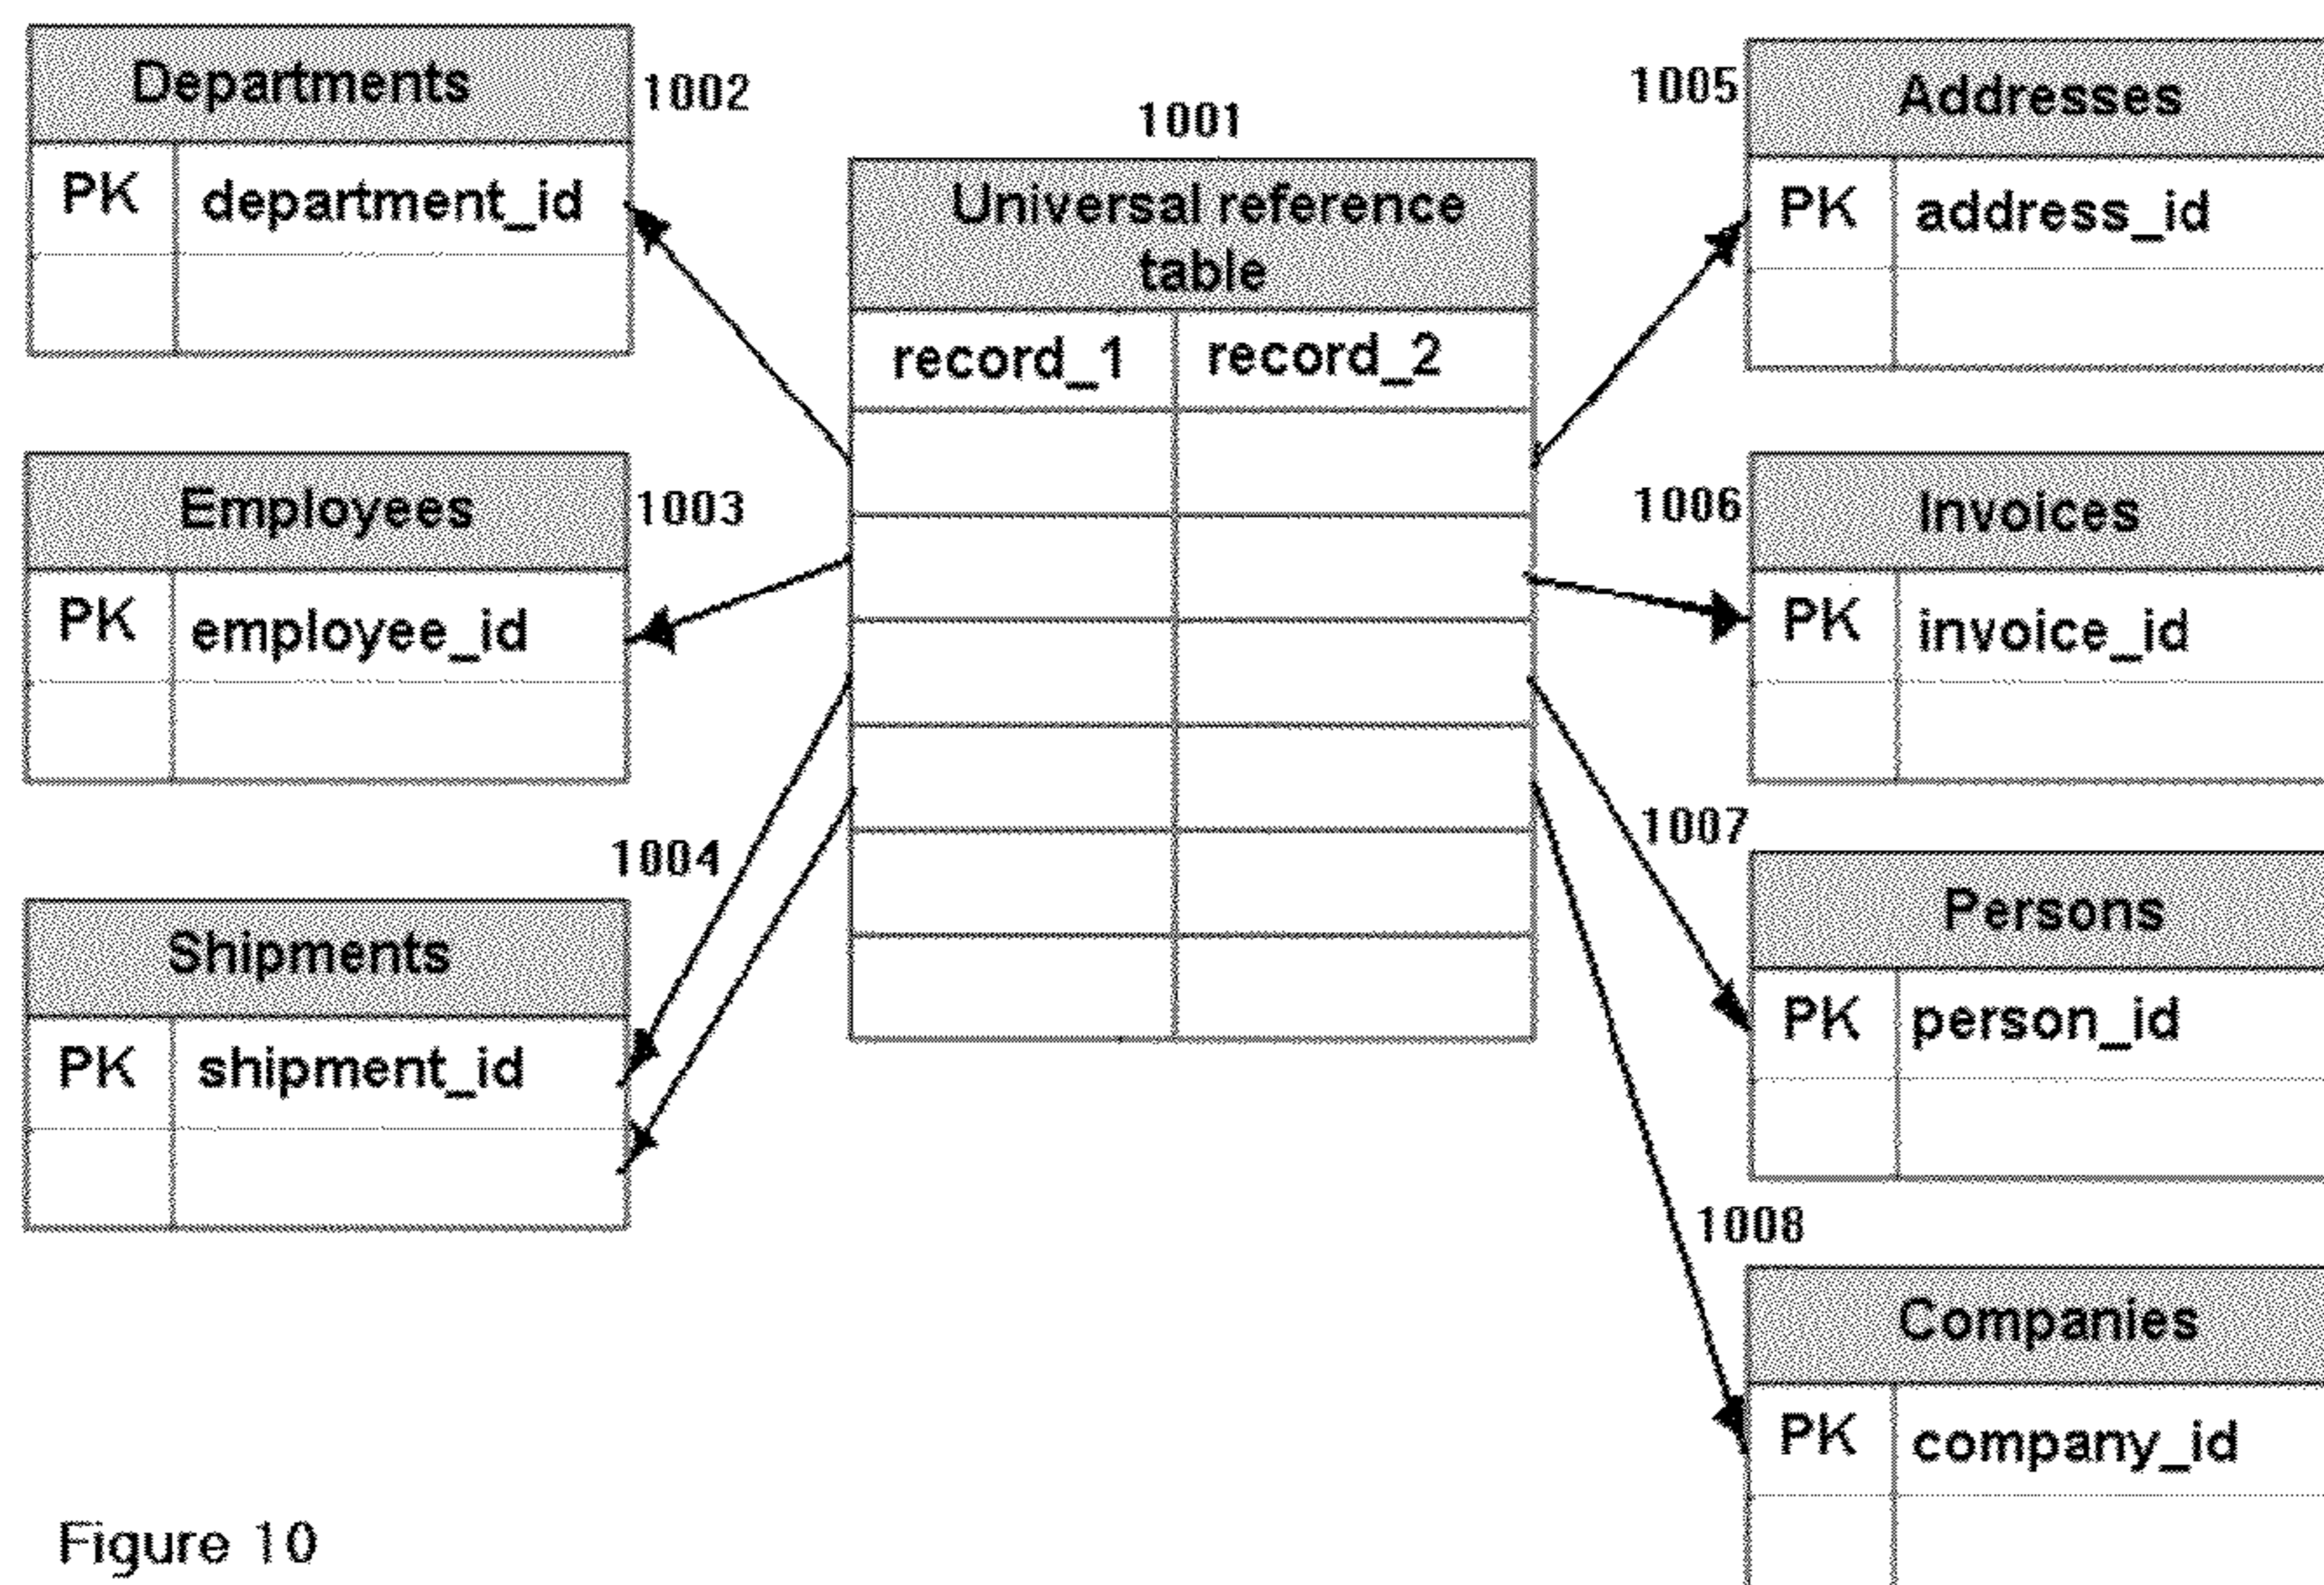 Departments
1002
PK
department_id
Employees
1003
PK
employee_id
1004
Shipments
PK
shipment_id
1001
Universal reference
table
record_1
record_2
1005
Addresses
PK
address_id
1006
Invoices
PK
invoice_id
1007
Persons
PK
person_id
1008
Companies
PK
company_id
Figure 10